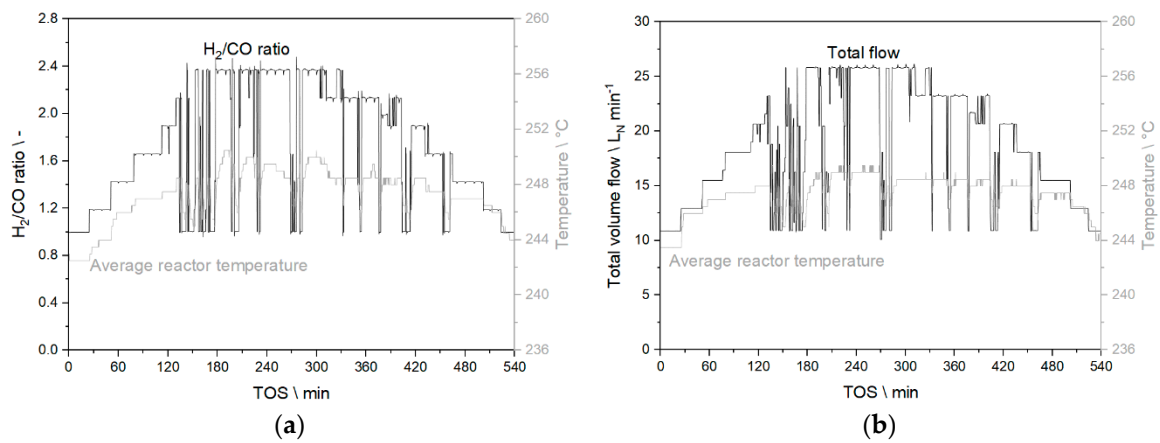 2.8
2.4
2.0
1.6
1.2
0.8
0.4
0.0
H₂/CO ratio \ -
H₂/CO ratio
Average reactor temperature
260
256
252
248
244
240
236
Temperature \ °C
0 60 120 180 240 300 360 420 480 540
TOS \ min
(a)
30
25
20
15
10
5
0
Total volume flow \ L_N min⁻¹
Total flow
Average reactor temperature
260
256
252
248
244
240
236
Temperature \ °C
0 60 120 180 240 300 360 420 480 540
TOS \ min
(b)